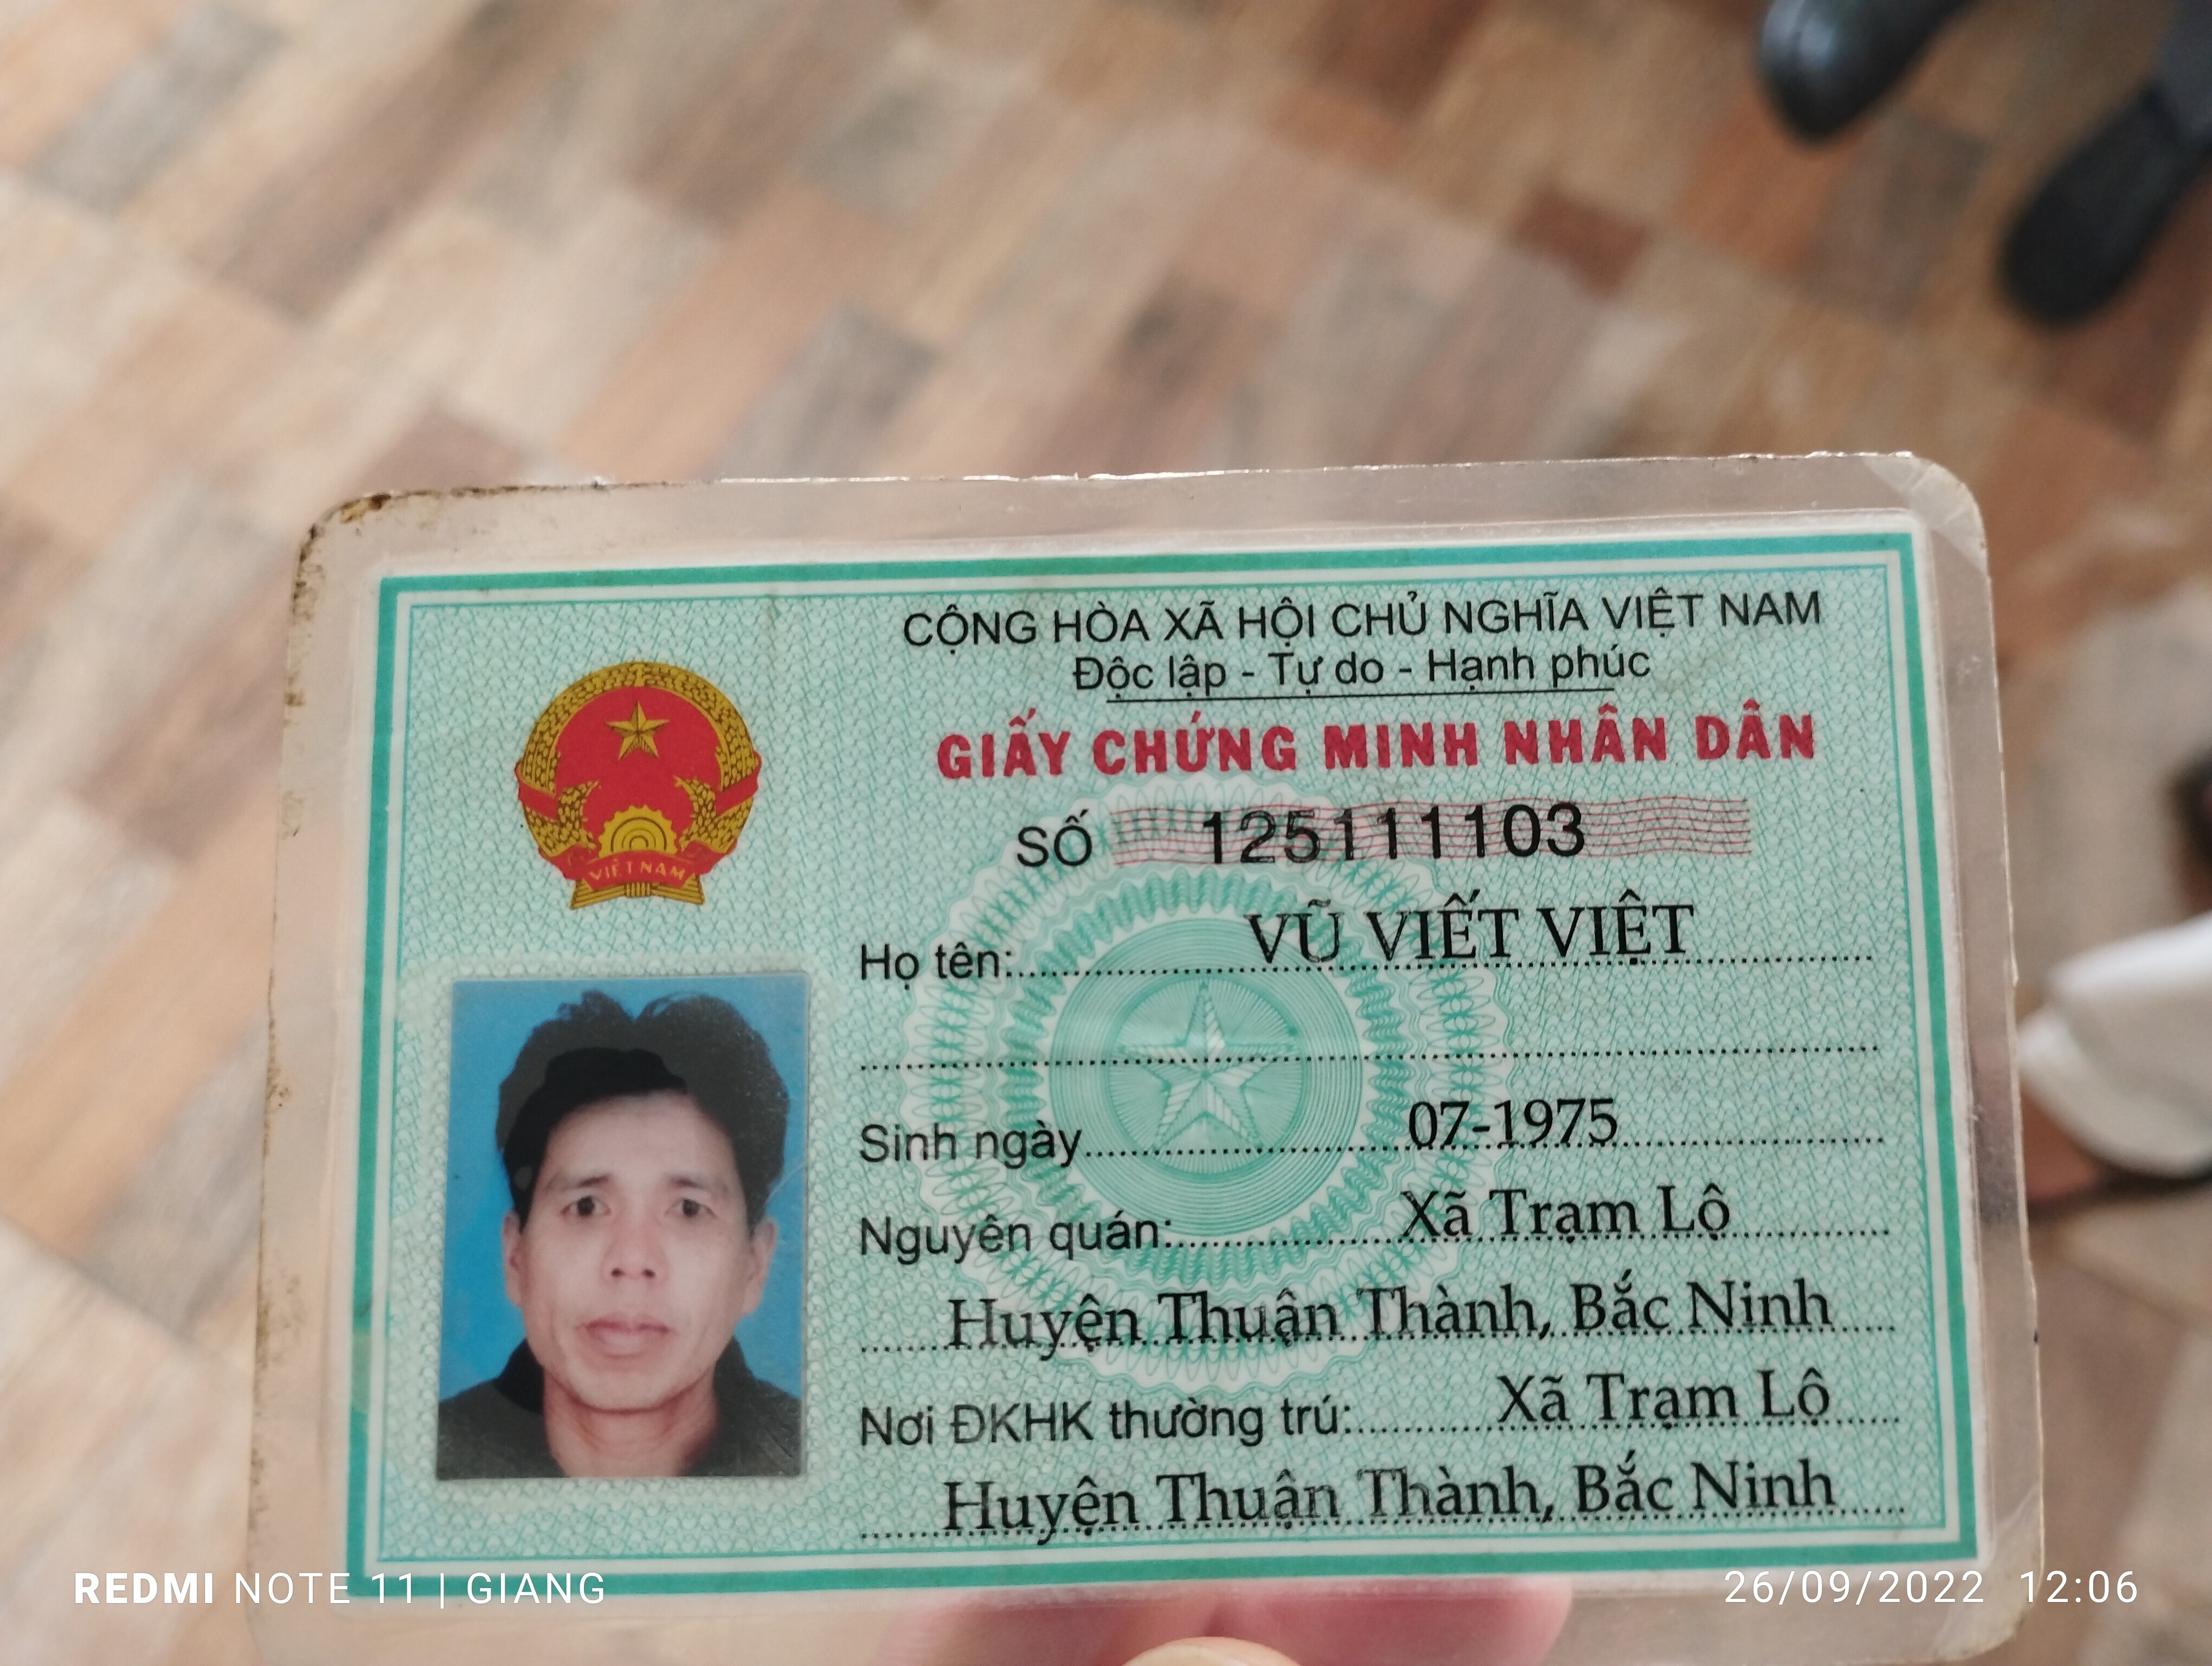 CỘNG HÒA XÃ HỘI CHỦ NGHĨA VIỆT NAM
Độc lập - Tự do - Hạnh phúc
GIẤY CHỨNG MINH NHÂN DÂN
SỐ 125111103
VIỆT NAM
Họ tên: VŨ VIẾT VIỆT
Sinh ngày 07-1975
Nguyên quán: Xã Trạm Lộ
Huyện Thuận Thành, Bắc Ninh
Nơi ĐKHK thường trú: Xã Trạm Lộ
Huyện Thuận Thành, Bắc Ninh
REDMI NOTE 11 | GIANG
26/09/2022 12:06